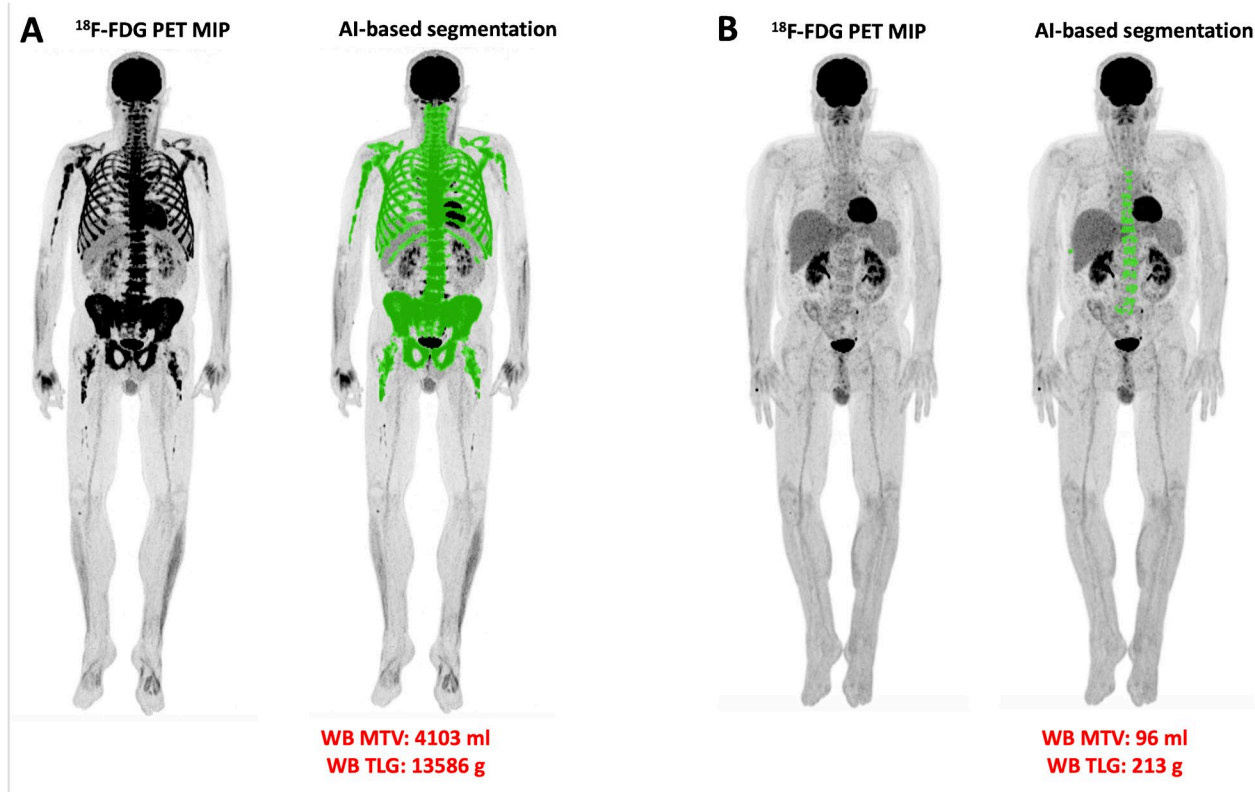 A
¹⁸F-FDG PET MIP
AI-based segmentation
WB MTV: 4103 ml
WB TLG: 13586 g
B
¹⁸F-FDG PET MIP
AI-based segmentation
WB MTV: 96 ml
WB TLG: 213 g